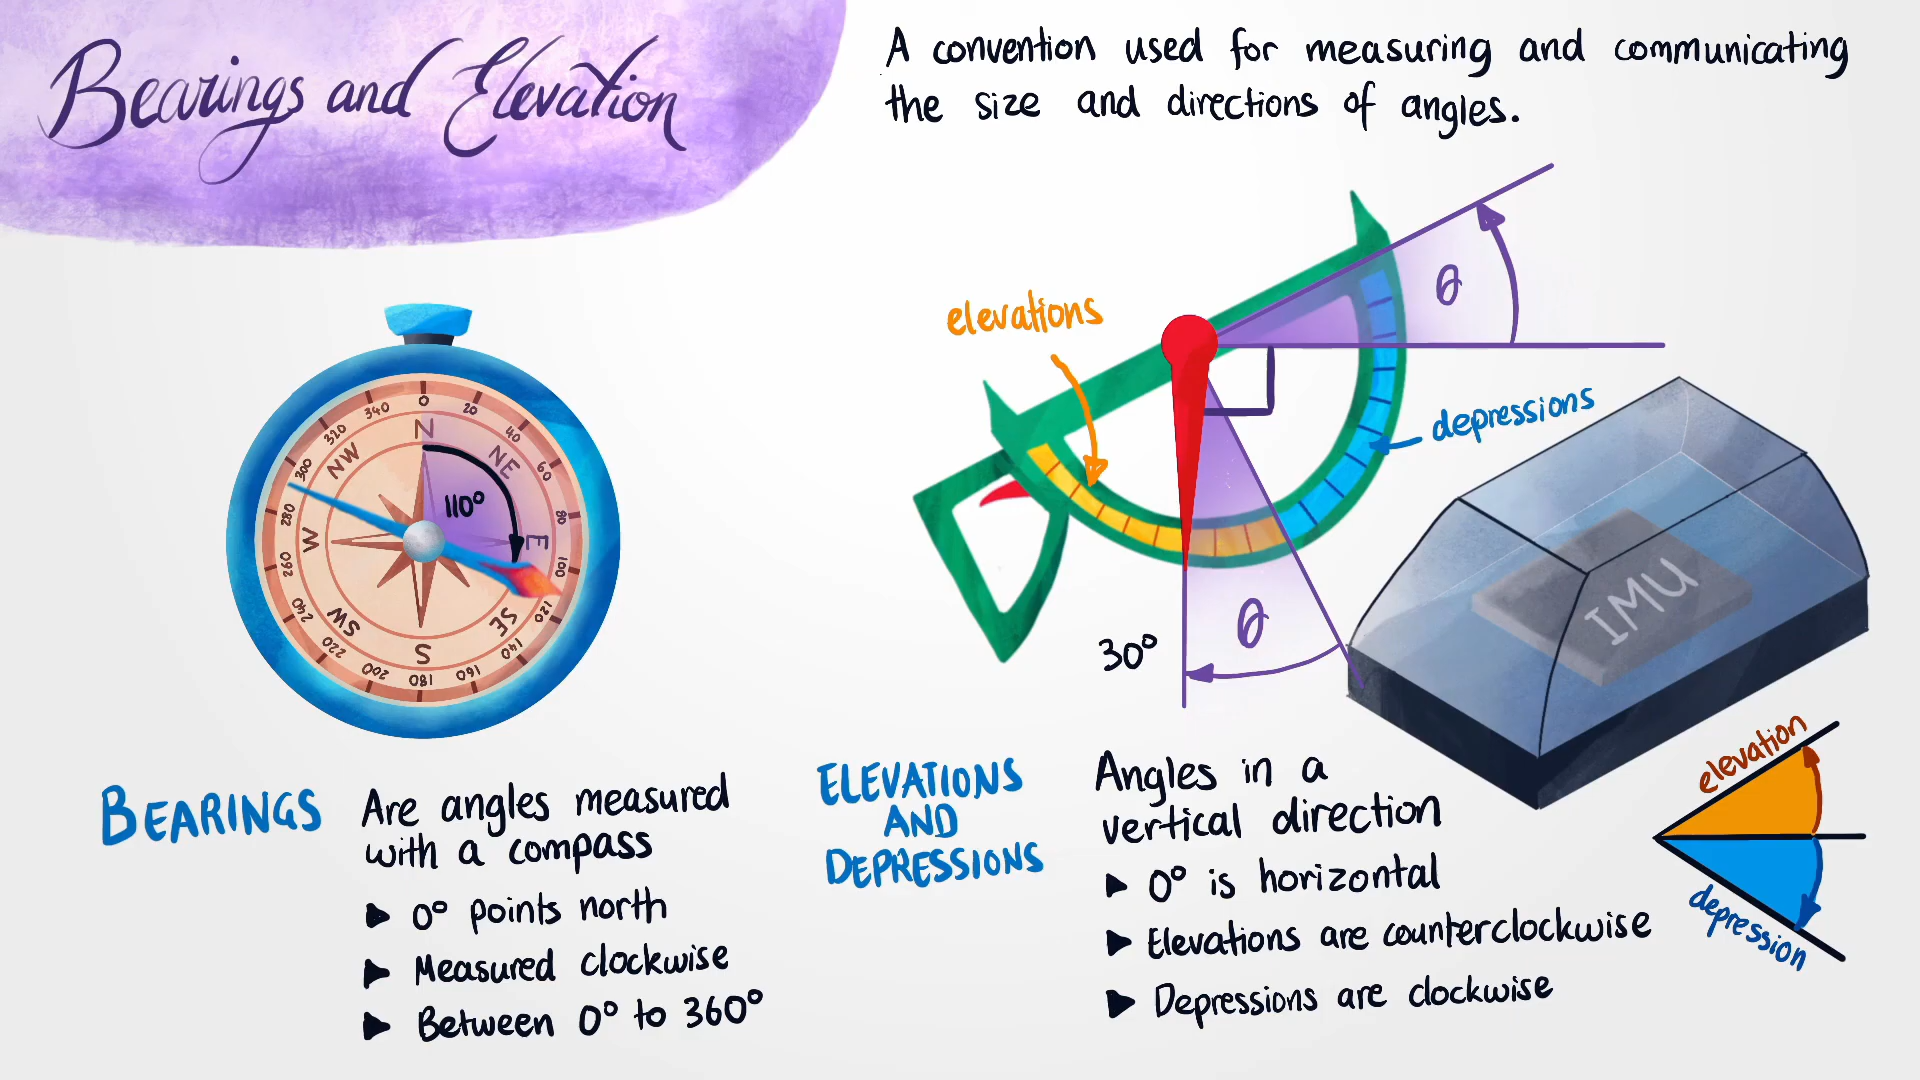 Bearings and Elevation
A convention used for measuring and communicating
the size and directions of angles.
elevations
θ
depressions
0
20
40
60
80
100
120
140
160
180
200
220
240
260
280
300
320
340
N
NE
E
SE
S
SW
W
NW
110°
IMU
30°
θ
BEARINGS
Are angles measured
with a compass
0° points north
Measured clockwise
Between 0° to 360°
ELEVATIONS
AND
DEPRESSIONS
Angles in a
vertical direction
0° is horizontal
Elevations are counterclockwise
Depressions are clockwise
elevation
depression